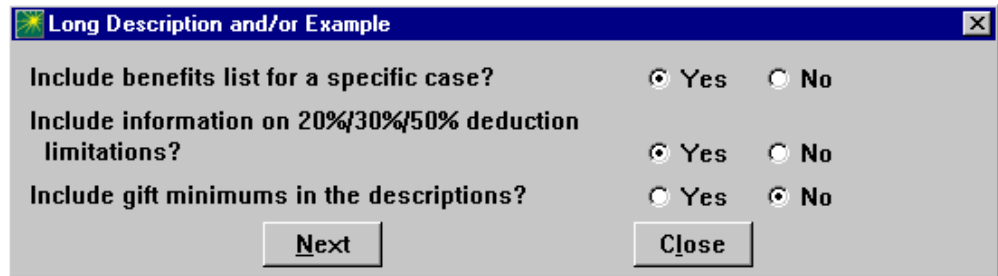 Long Description and/or Example
Include benefits list for a specific case? Yes No
Include information on 20%/30%/50% deduction
limitations? Yes No
Include gift minimums in the descriptions? Yes No
Next Close